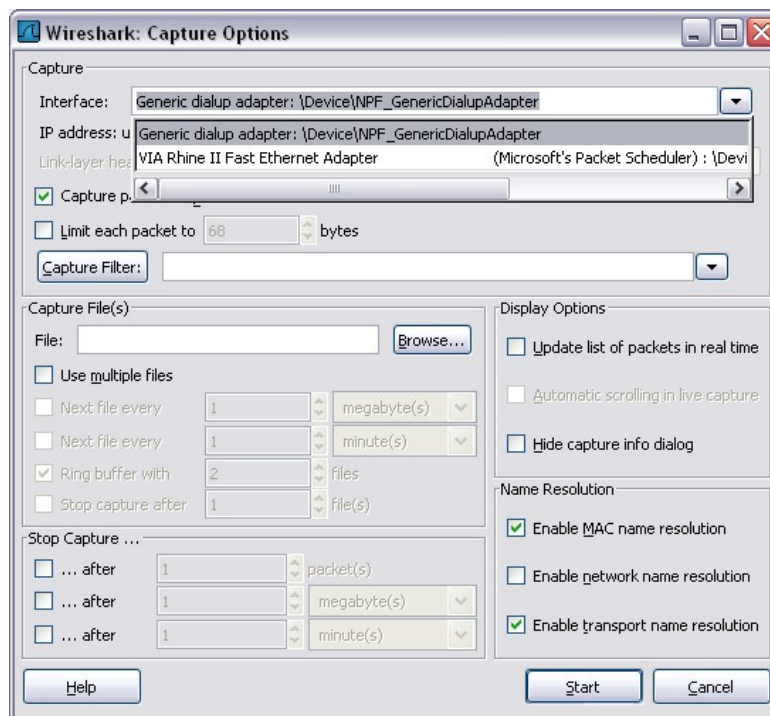 Wireshark: Capture Options
Capture
Interface: Generic dialup adapter: \Device\NPF_GenericDialupAdapter
IP address: u
Generic dialup adapter: \Device\NPF_GenericDialupAdapter
Link-layer hea
VIA Rhine II Fast Ethernet Adapter (Microsoft's Packet Scheduler) : \Devi
Capture p
Limit each packet to 68 bytes
Capture Filter:
Capture File(s)
File: Browse...
Use multiple files
Next file every 1 megabyte(s)
Next file every 1 minute(s)
Ring buffer with 2 files
Stop capture after 1 file(s)
Stop Capture ...
... after 1 packet(s)
... after 1 megabyte(s)
... after 1 minute(s)
Display Options
Update list of packets in real time
Automatic scrolling in live capture
Hide capture info dialog
Name Resolution
Enable MAC name resolution
Enable network name resolution
Enable transport name resolution
Help Start Cancel